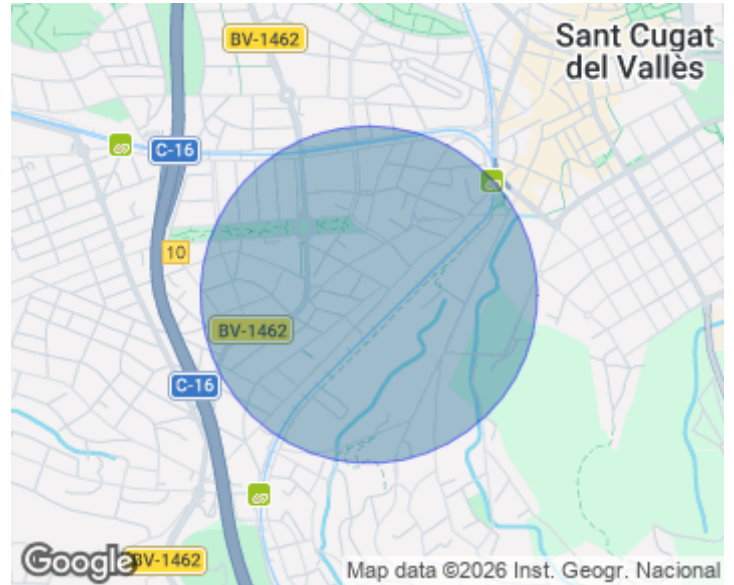 BV-1462
Sant Cugat
del Vallès
C-16
10
BV-1462
C-16
Google
BV-1462
Map data ©2026 Inst. Geogr. Nacional